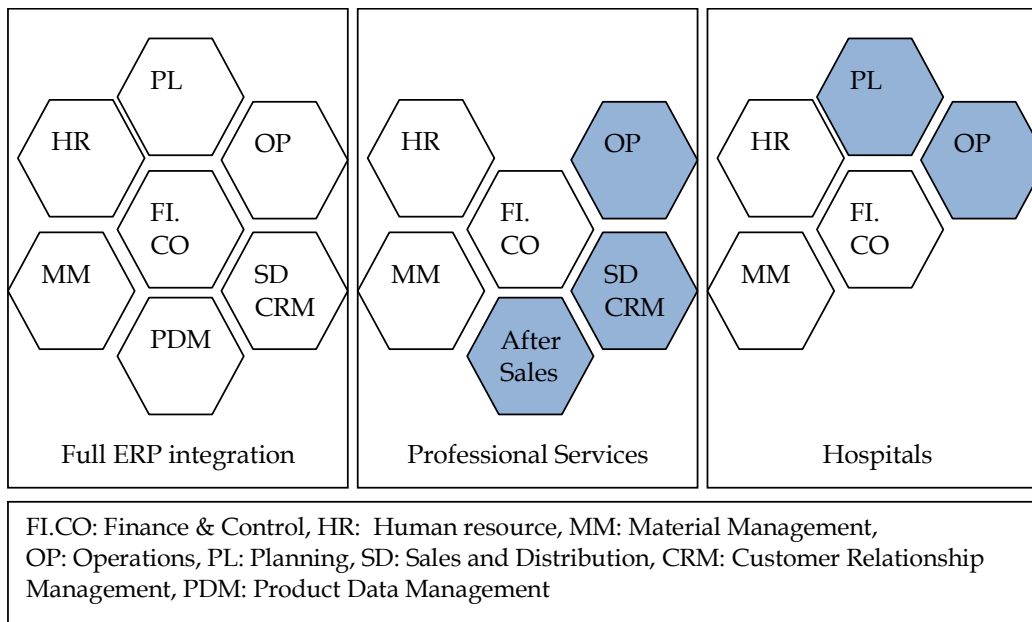 PL
HR
OP
FI.
CO
MM
SD
CRM
PDM
Full ERP integration
HR
OP
FI.
CO
MM
SD
CRM
After
Sales
Professional Services
PL
HR
OP
FI.
CO
MM
Hospitals
FI.CO: Finance & Control, HR: Human resource, MM: Material Management,
OP: Operations, PL: Planning, SD: Sales and Distribution, CRM: Customer Relationship
Management, PDM: Product Data Management